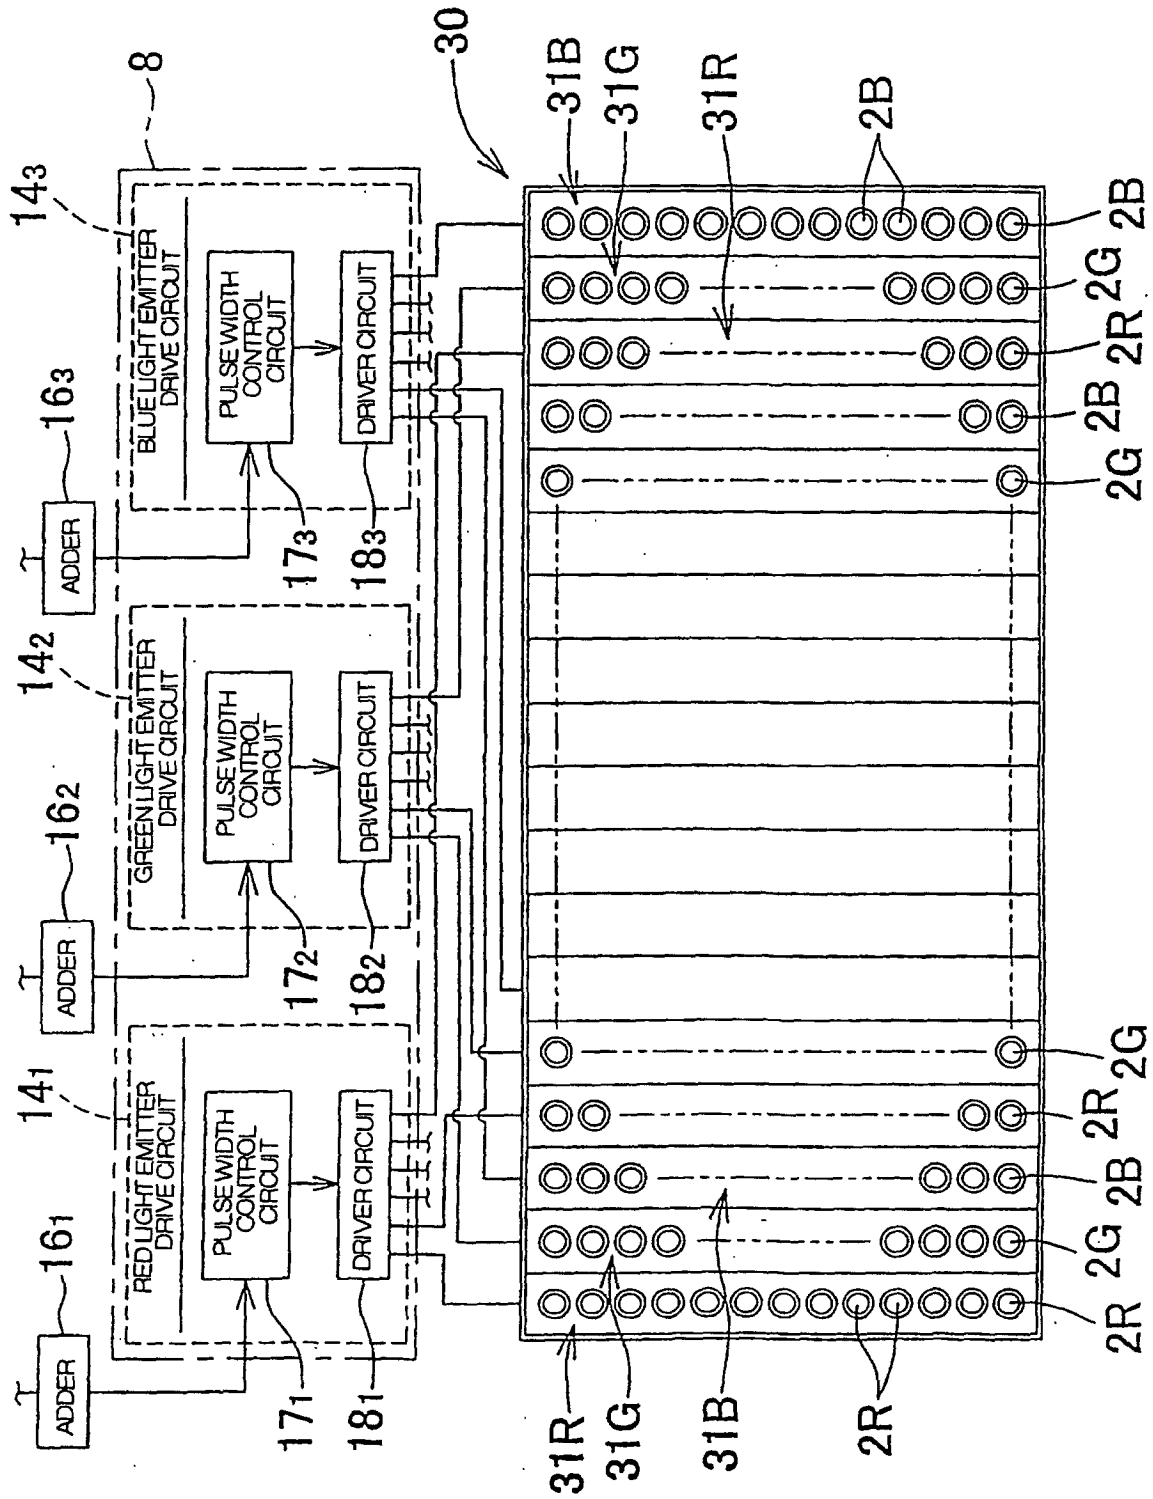 161
141
162
142
163
143
ADDER
ADDER
ADDER
RED LIGHT EMITTER
DRIVE CIRCUIT
GREEN LIGHT EMITTER
DRIVE CIRCUIT
BLUE LIGHT EMITTER
DRIVE CIRCUIT
8
PULSE WIDTH
CONTROL
CIRCUIT
PULSE WIDTH
CONTROL
CIRCUIT
PULSE WIDTH
CONTROL
CIRCUIT
171
172
173
DRIVER CIRCUIT
DRIVER CIRCUIT
DRIVER CIRCUIT
181
182
183
30
31R
31G
31B
2R
31B
31G
31R
2B
2R
2G
2B
2R
2G
2G
2B
2R
2G
2B